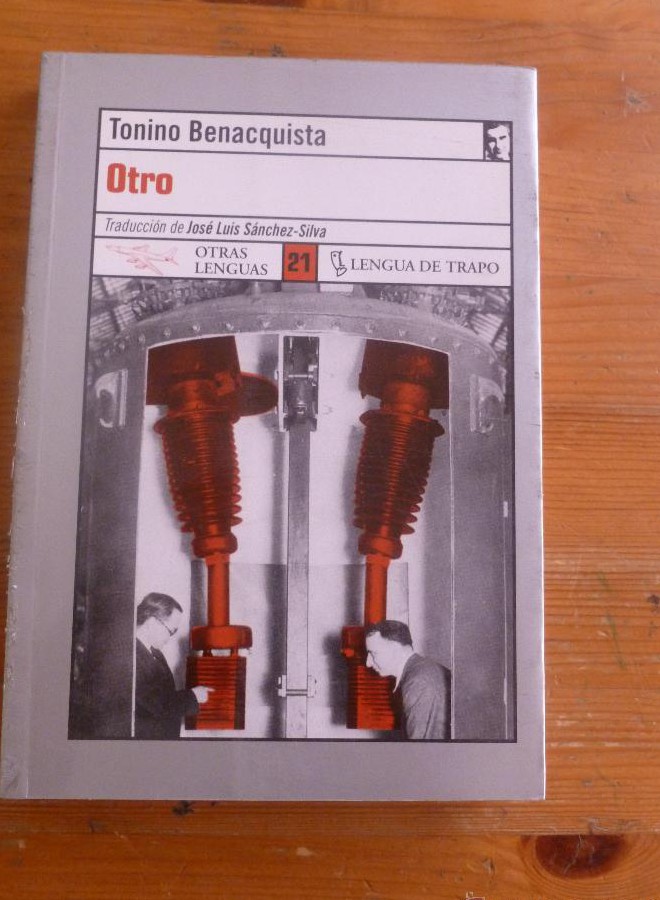 Tonino Benacquista
Otro
Traducción de José Luis Sánchez-Silva
OTRAS
LENGUAS
21
LENGUA DE TRAPO